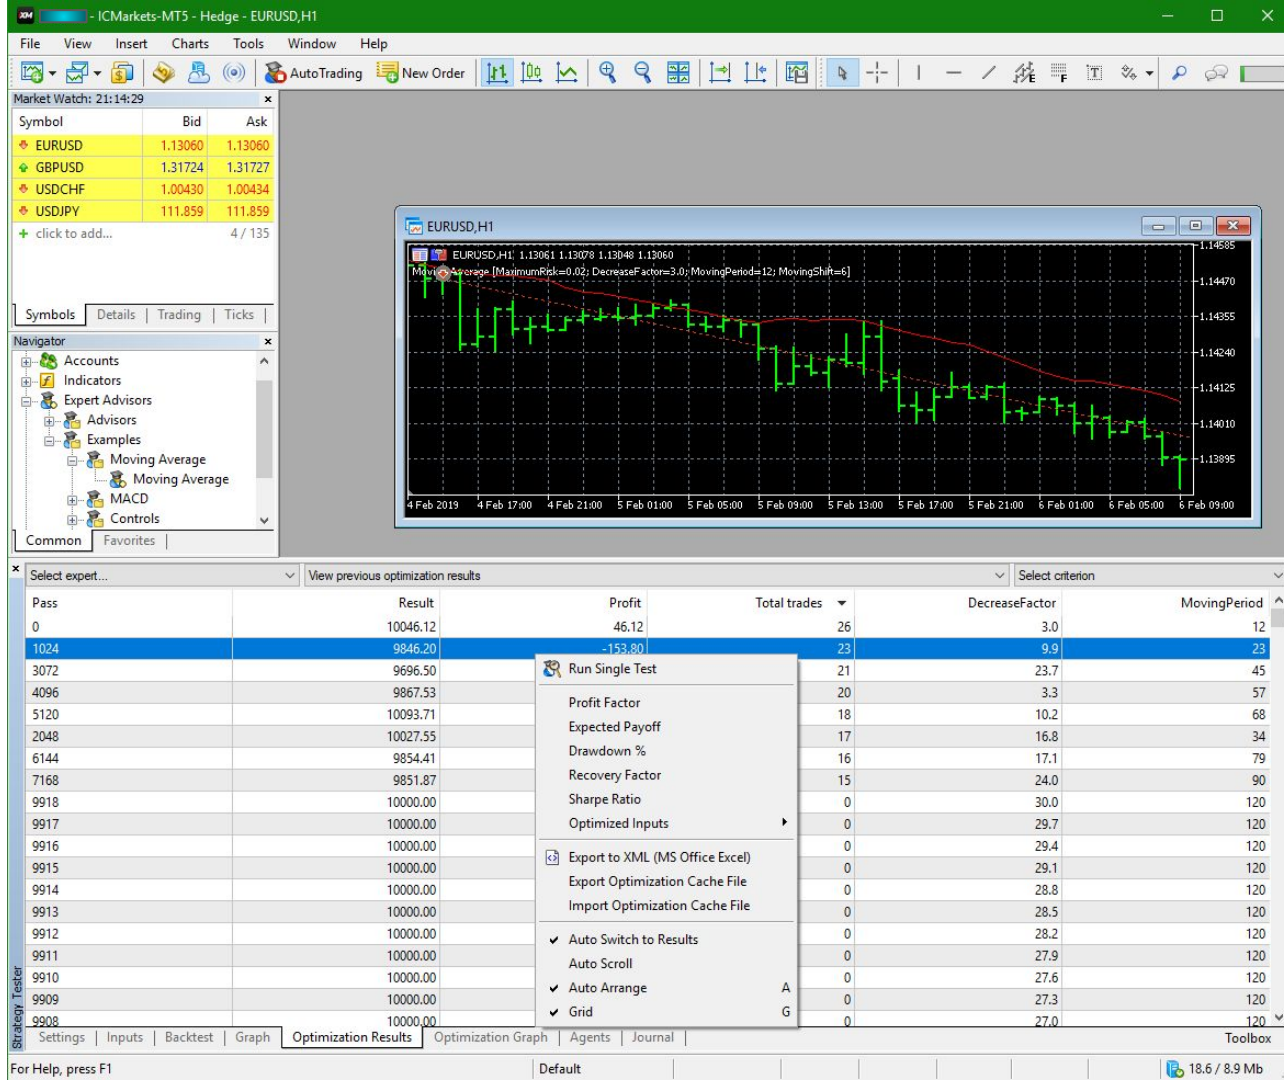 XM - ICMarkets-MT5 - Hedge - EURUSD,H1
File View Insert Charts Tools Window Help
AutoTrading New Order
Market Watch: 21:14:29
Symbol Bid Ask
EURUSD 1.13060 1.13060
GBPUSD 1.31724 1.31727
USDCHF 1.00430 1.00434
USDJPY 111.859 111.859
click to add... 4 / 135
Symbols Details Trading Ticks
Navigator
Accounts
Indicators
Expert Advisors
Advisors
Examples
Moving Average
Moving Average
MACD
Controls
Common Favorites
EURUSD,H1
EURUSD,H1 1.13061 1.13078 1.13048 1.13060
Moving Average [MaximumRisk=0.02; DecreaseFactor=3.0; MovingPeriod=12; MovingShift=6]
1.14585
1.14470
1.14355
1.14240
1.14125
1.14010
1.13895
4 Feb 2019 4 Feb 17:00 4 Feb 21:00 5 Feb 01:00 5 Feb 05:00 5 Feb 09:00 5 Feb 13:00 5 Feb 17:00 5 Feb 21:00 6 Feb 01:00 6 Feb 05:00 6 Feb 09:00
Select expert... View previous optimization results Select criterion
Pass Result Profit Total trades DecreaseFactor MovingPeriod
0 10046.12 46.12 26 3.0 12
1024 9846.20 -153.80 23 9.9 23
3072 9696.50 21 23.7 45
4096 9867.53 20 3.3 57
5120 10093.71 18 10.2 68
2048 10027.55 17 16.8 34
6144 9854.41 16 17.1 79
7168 9851.87 15 24.0 90
9918 10000.00 0 30.0 120
9917 10000.00 0 29.7 120
9916 10000.00 0 29.4 120
9915 10000.00 0 29.1 120
9914 10000.00 0 28.8 120
9913 10000.00 0 28.5 120
9912 10000.00 0 28.2 120
9911 10000.00 0 27.9 120
9910 10000.00 0 27.6 120
9909 10000.00 0 27.3 120
9908 10000.00 0 27.0 120
Run Single Test
Profit Factor
Expected Payoff
Drawdown %
Recovery Factor
Sharpe Ratio
Optimized Inputs
Export to XML (MS Office Excel)
Export Optimization Cache File
Import Optimization Cache File
Auto Switch to Results
Auto Scroll
Auto Arrange A
Grid G
Strategy Tester
Settings Inputs Backtest Graph Optimization Results Optimization Graph Agents Journal Toolbox
For Help, press F1 Default 18.6 / 8.9 Mb